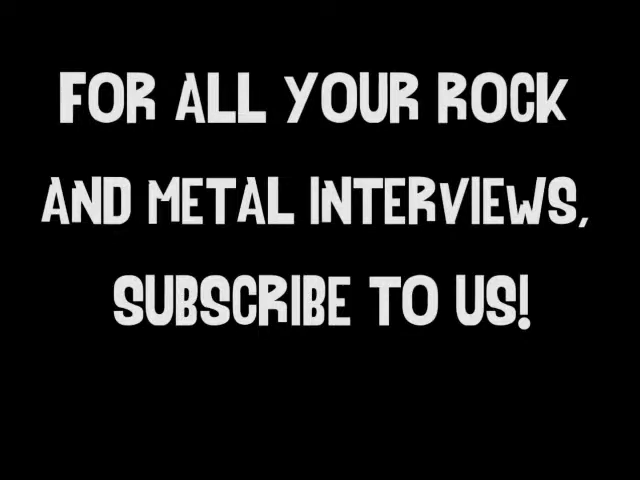 FOR ALL YOUR ROCK
AND METAL INTERVIEWS,
SUBSCRIBE TO US!